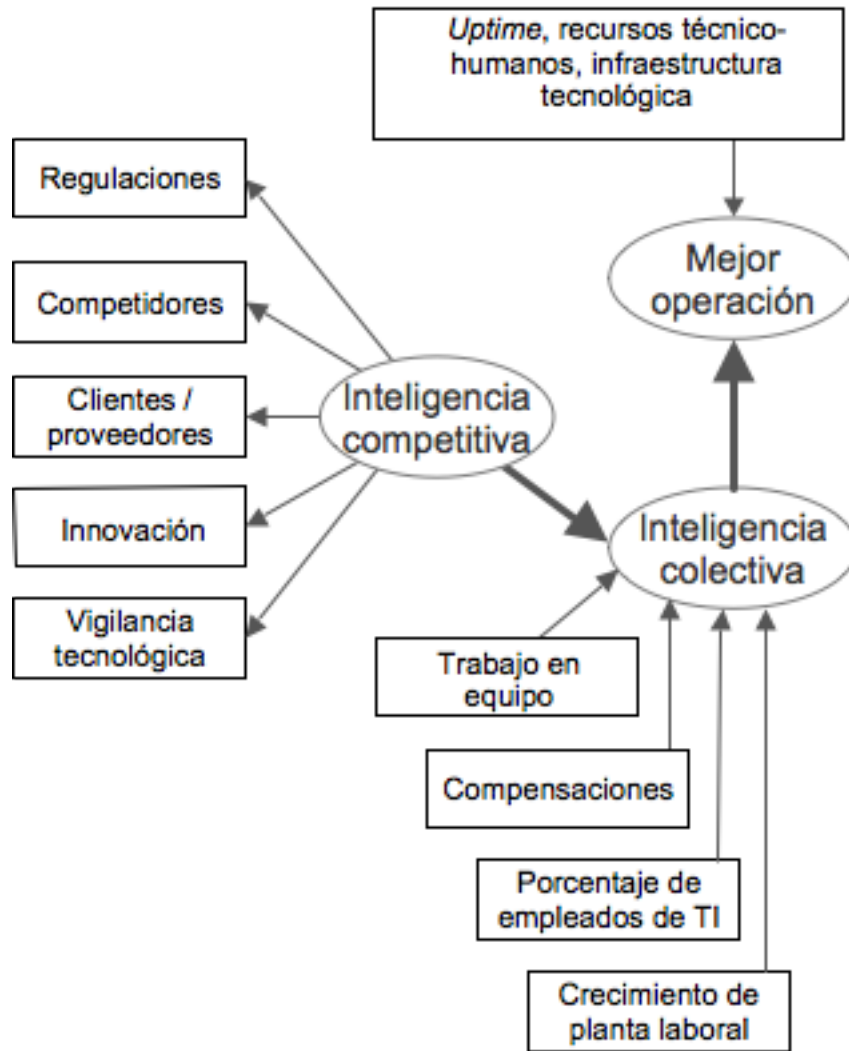 Uptime, recursos técnico-
humanos, infraestructura
tecnológica
Regulaciones
Competidores
Clientes /
proveedores
Innovación
Vigilancia
tecnológica
Inteligencia
competitiva
Mejor
operación
Inteligencia
colectiva
Trabajo en
equipo
Compensaciones
Porcentaje de
empleados de TI
Crecimiento de
planta laboral